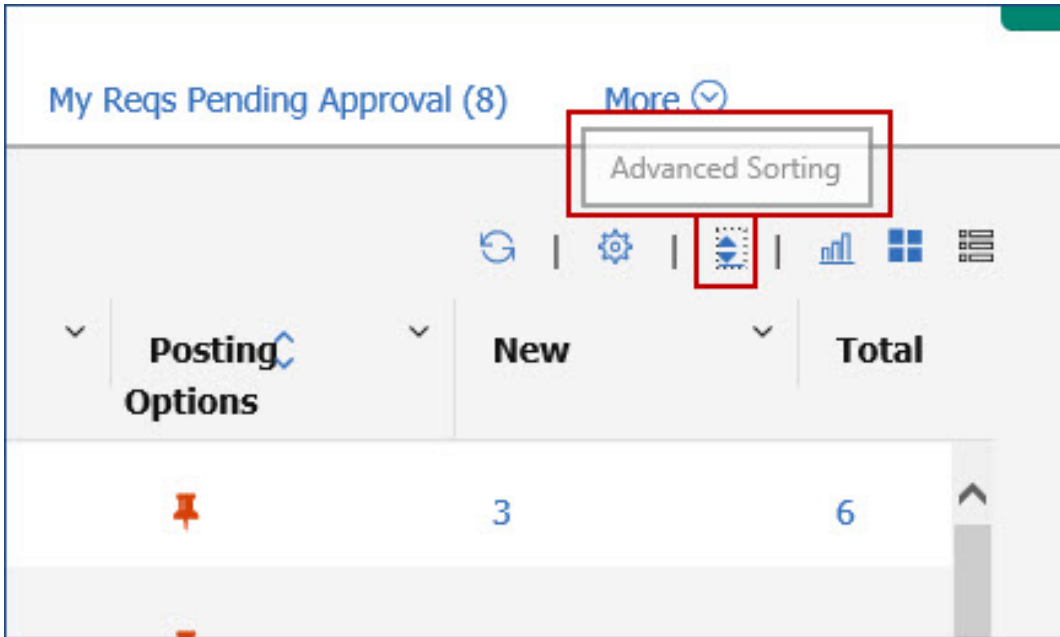 My Reqs Pending Approval (8) More
Advanced Sorting
Posting New Total
Options
3 6